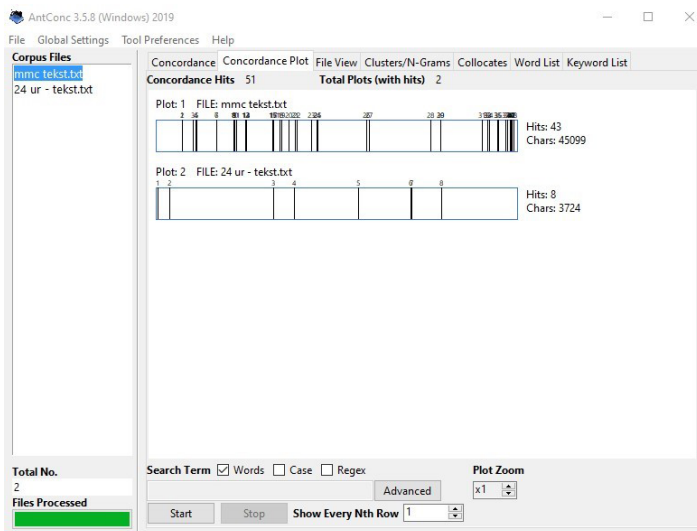 AntConc 3.5.8 (Windows) 2019
File Global Settings Tool Preferences Help
Corpus Files
mmc tekst.txt
24 ur - tekst.txt
Concordance Concordance Plot File View Clusters/N-Grams Collocates Word List Keyword List
Concordance Hits 51 Total Plots (with hits) 2
Plot: 1 FILE: mmc tekst.txt
Hits: 43
Chars: 45099
Plot: 2 FILE: 24 ur - tekst.txt
1 2 3 4 5 8
Hits: 8
Chars: 3724
Total No.
2
Files Processed
Search Term Words Case Regex Plot Zoom
Advanced x1
Start Stop Show Every Nth Row 1